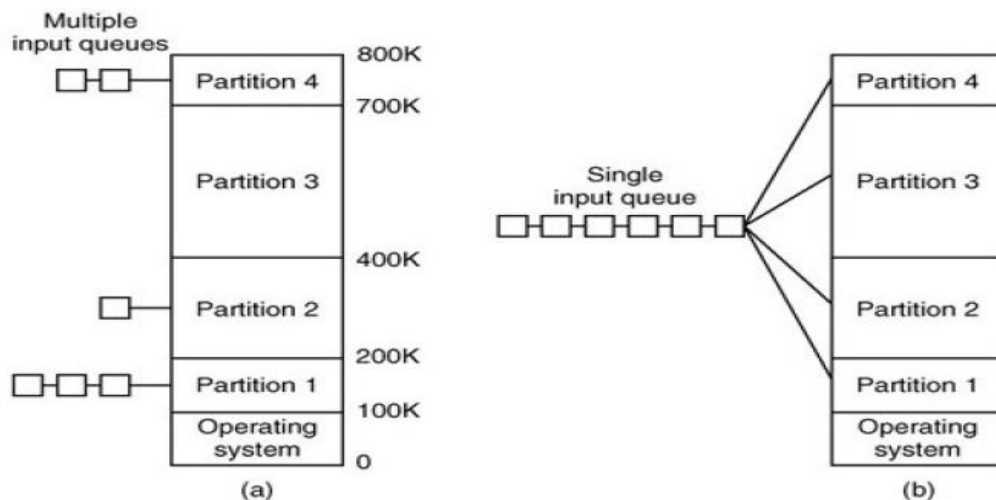 Multiple
input queues
800K
Partition 4
700K
Partition 3
400K
Partition 2
200K
Partition 1
100K
Operating
system
0
(a)
Single
input queue
Partition 4
Partition 3
Partition 2
Partition 1
Operating
system
(b)